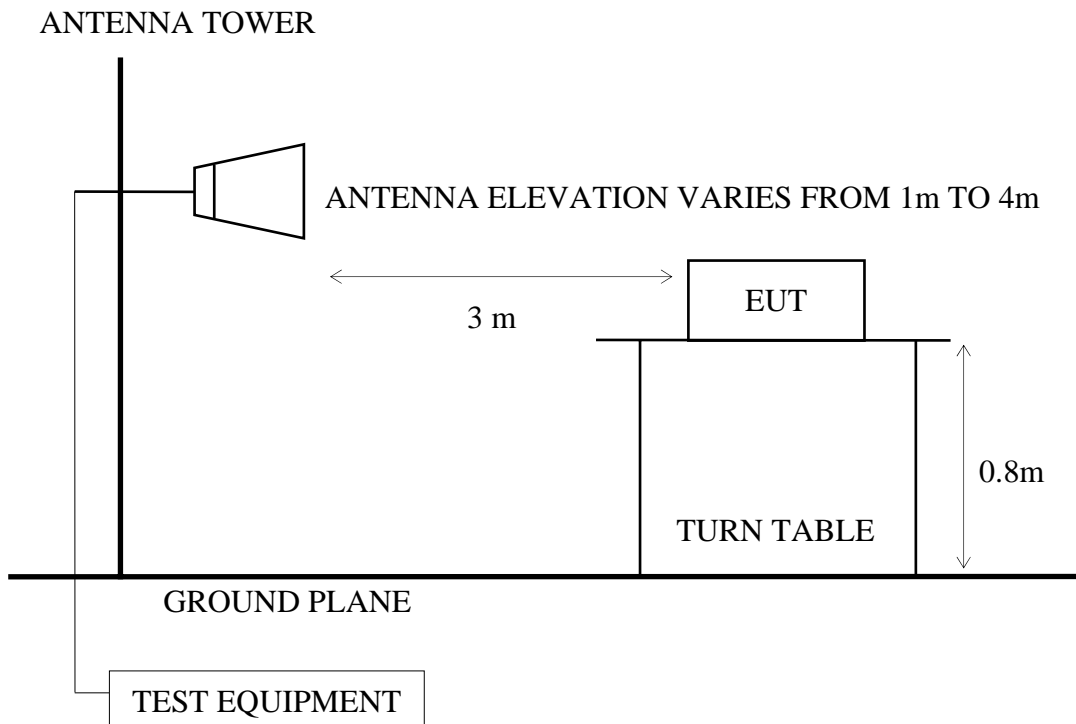 ANTENNA TOWER
ANTENNA ELEVATION VARIES FROM 1m TO 4m
EUT
3 m
0.8m
TURN TABLE
GROUND PLANE
TEST EQUIPMENT